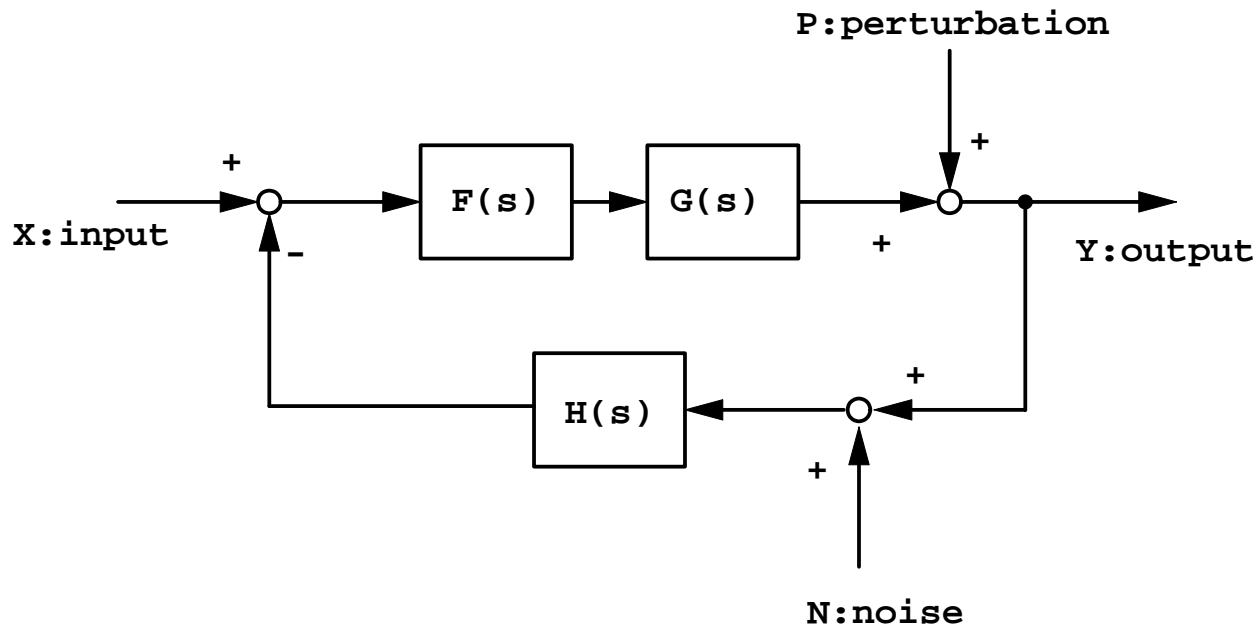 P:perturbation
+
+
F(s)
G(s)
X:input
-
+
Y:output
+
H(s)
+
N:noise